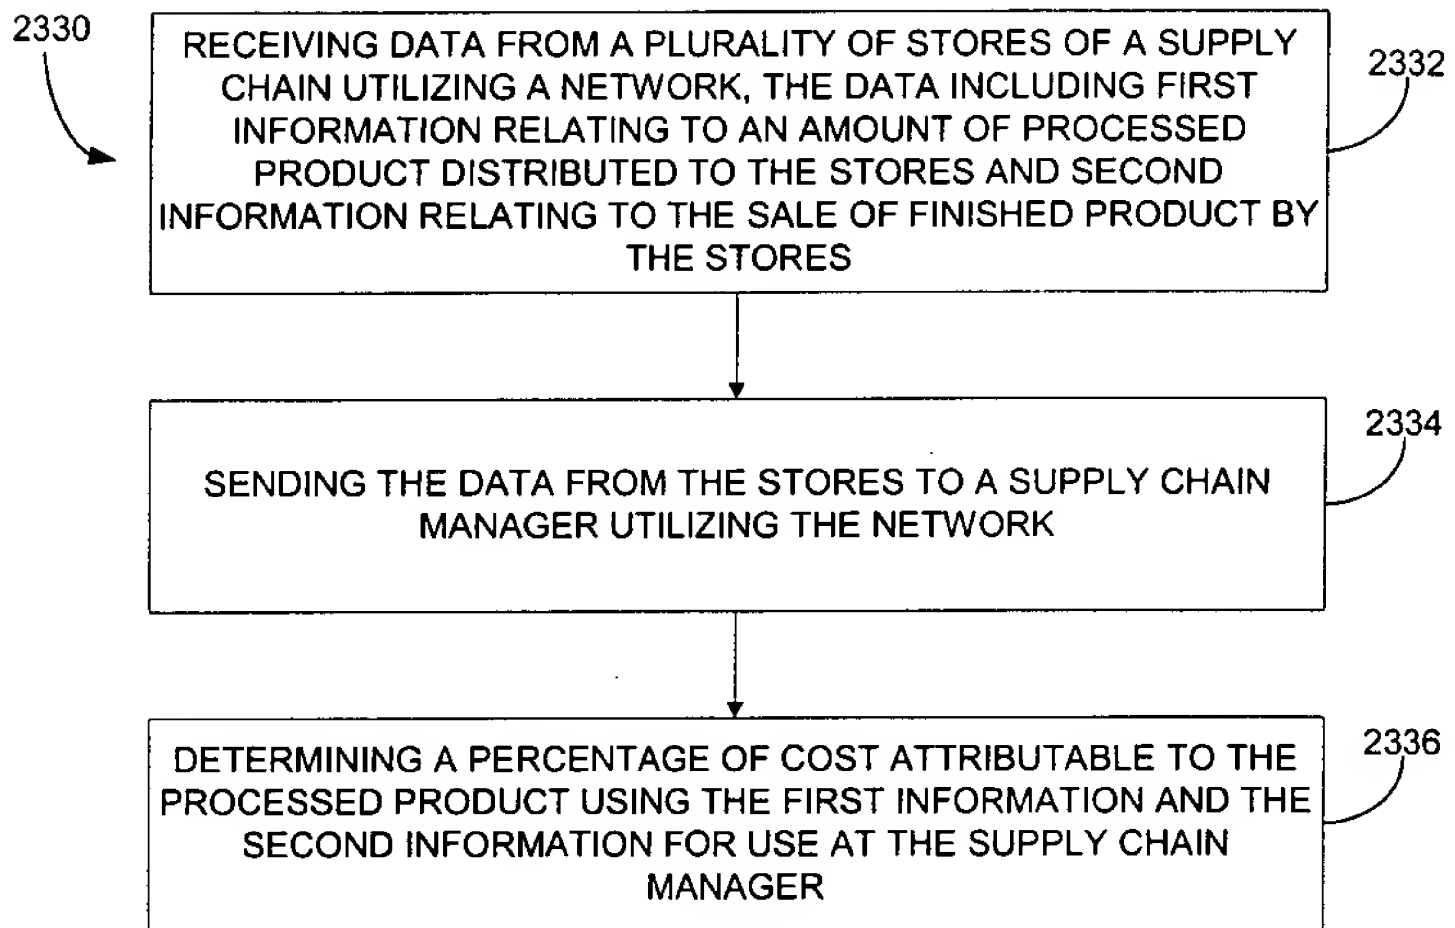 2330
RECEIVING DATA FROM A PLURALITY OF STORES OF A SUPPLY
CHAIN UTILIZING A NETWORK, THE DATA INCLUDING FIRST
INFORMATION RELATING TO AN AMOUNT OF PROCESSED
PRODUCT DISTRIBUTED TO THE STORES AND SECOND
INFORMATION RELATING TO THE SALE OF FINISHED PRODUCT BY
THE STORES
2332
SENDING THE DATA FROM THE STORES TO A SUPPLY CHAIN
MANAGER UTILIZING THE NETWORK
2334
DETERMINING A PERCENTAGE OF COST ATTRIBUTABLE TO THE
PROCESSED PRODUCT USING THE FIRST INFORMATION AND THE
SECOND INFORMATION FOR USE AT THE SUPPLY CHAIN
MANAGER
2336